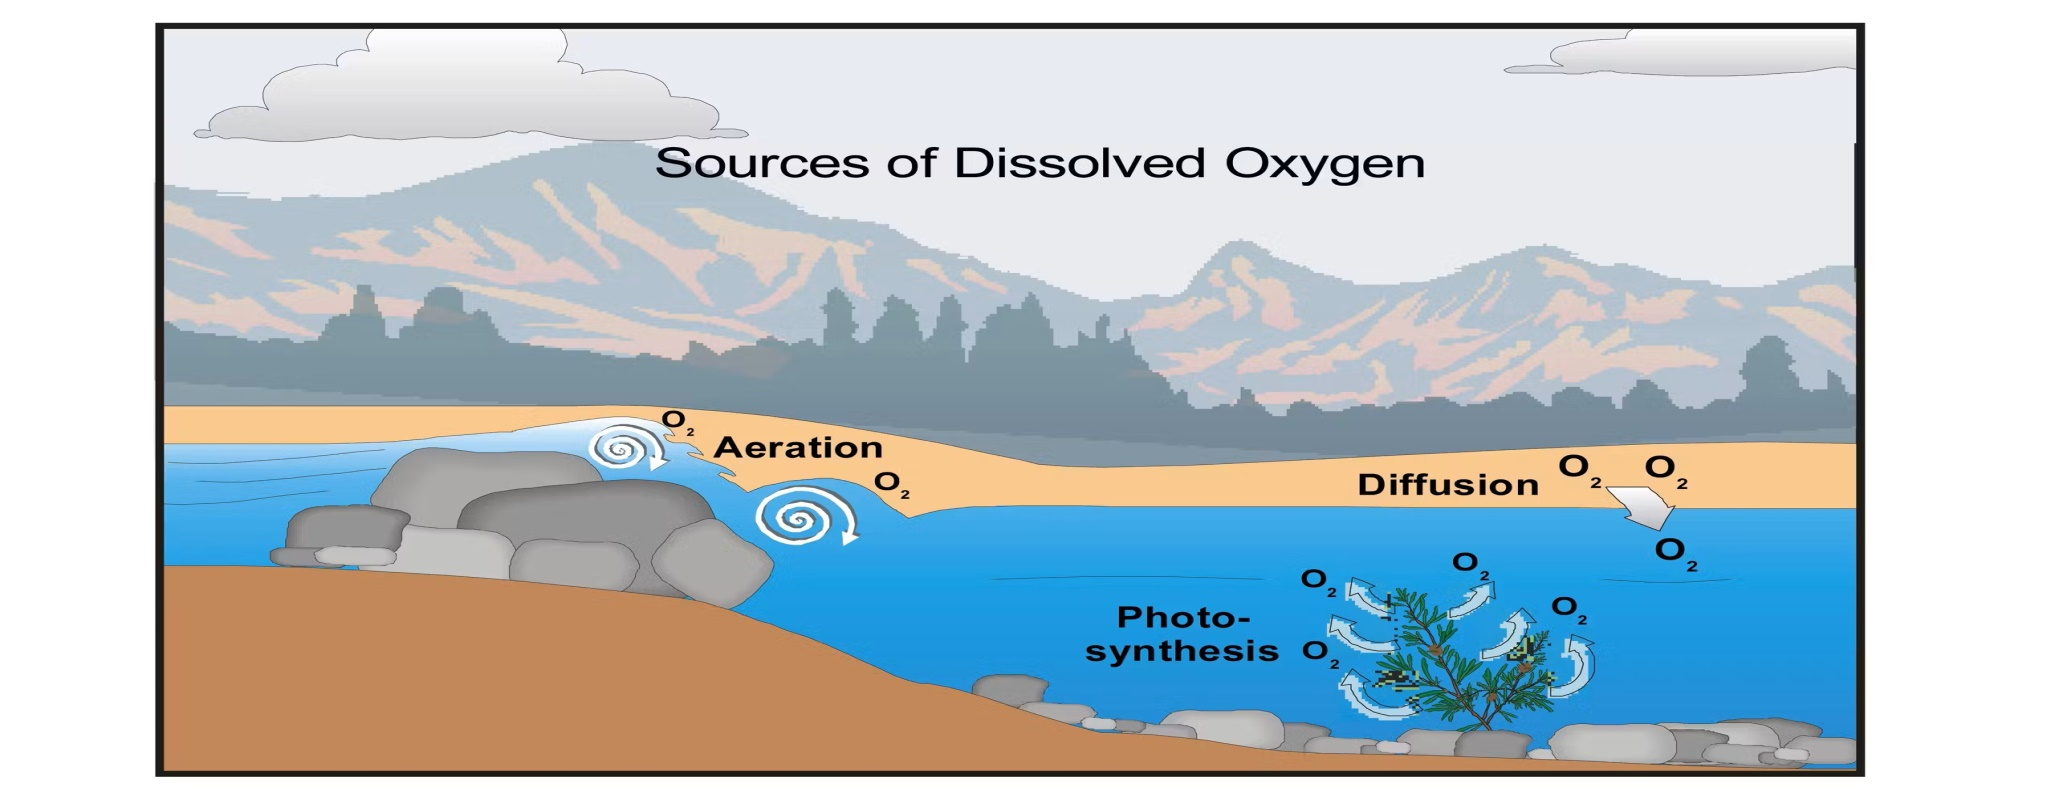 Sources of Dissolved Oxygen
O₂
Aeration
O₂
Diffusion
O₂ O₂
O₂
O₂
O₂
O₂
Photo-
synthesis
O₂